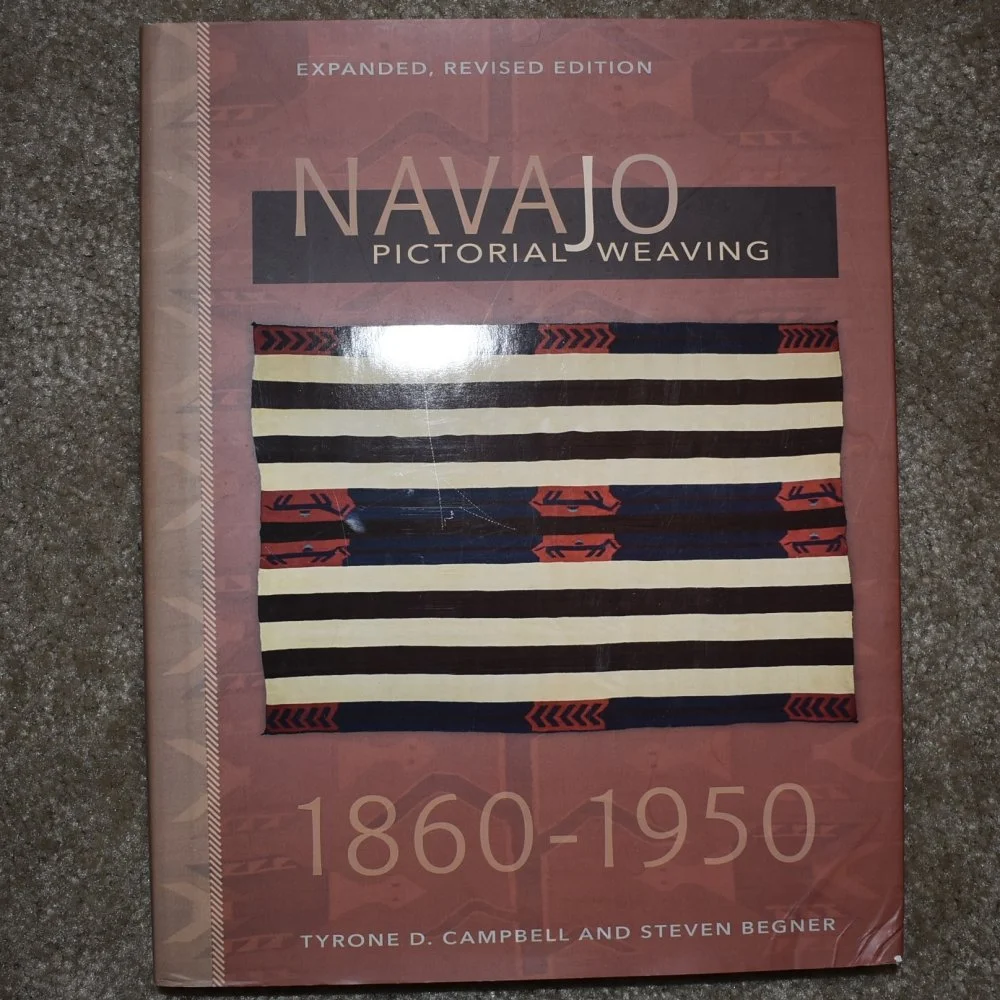 EXPANDED, REVISED EDITION
NAVAJO
PICTORIAL WEAVING
1860-1950
TYRONE D. CAMPBELL AND STEVEN BEGNER